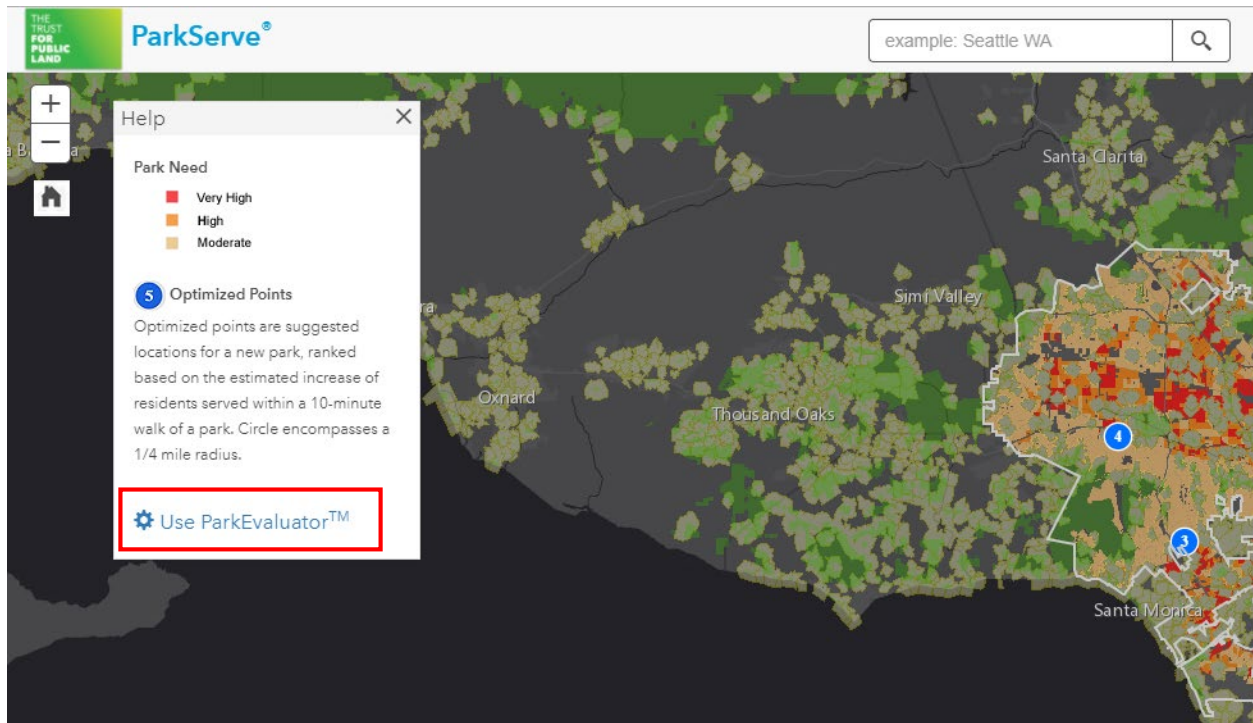 THE
TRUST
FOR
PUBLIC
LAND
ParkServe®
example: Seattle WA
+
−
Help
Park Need
Very High
High
Moderate
5 Optimized Points
Optimized points are suggested
locations for a new park, ranked
based on the estimated increase of
residents served within a 10-minute
walk of a park. Circle encompasses a
1/4 mile radius.
Use ParkEvaluator™
a B
a
ra
Santa Clarita
Simi Valley
Oxnard
Thousand Oaks
4
3
Santa Monica